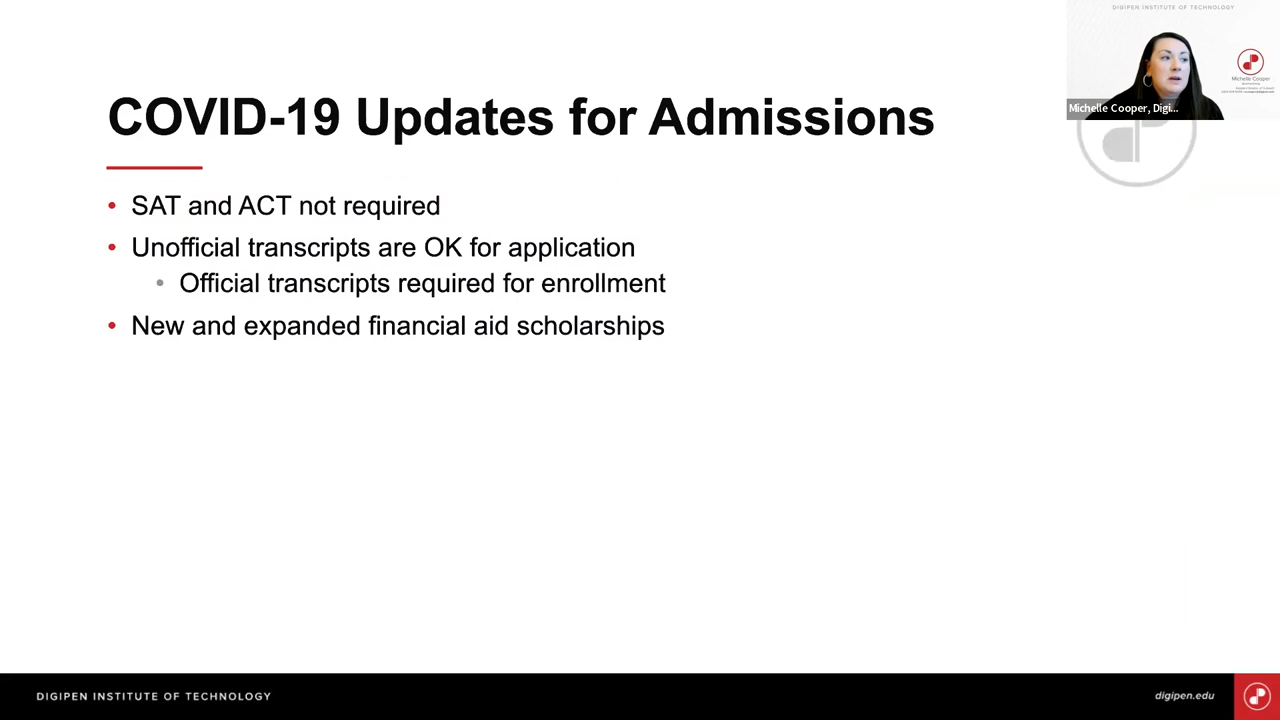 DIGIPEN INSTITUTE OF TECHNOLOGY
Michelle Cooper
Michelle Cooper, Digi...
COVID-19 Updates for Admissions
• SAT and ACT not required
• Unofficial transcripts are OK for application
• Official transcripts required for enrollment
• New and expanded financial aid scholarships
DIGIPEN INSTITUTE OF TECHNOLOGY
digipen.edu